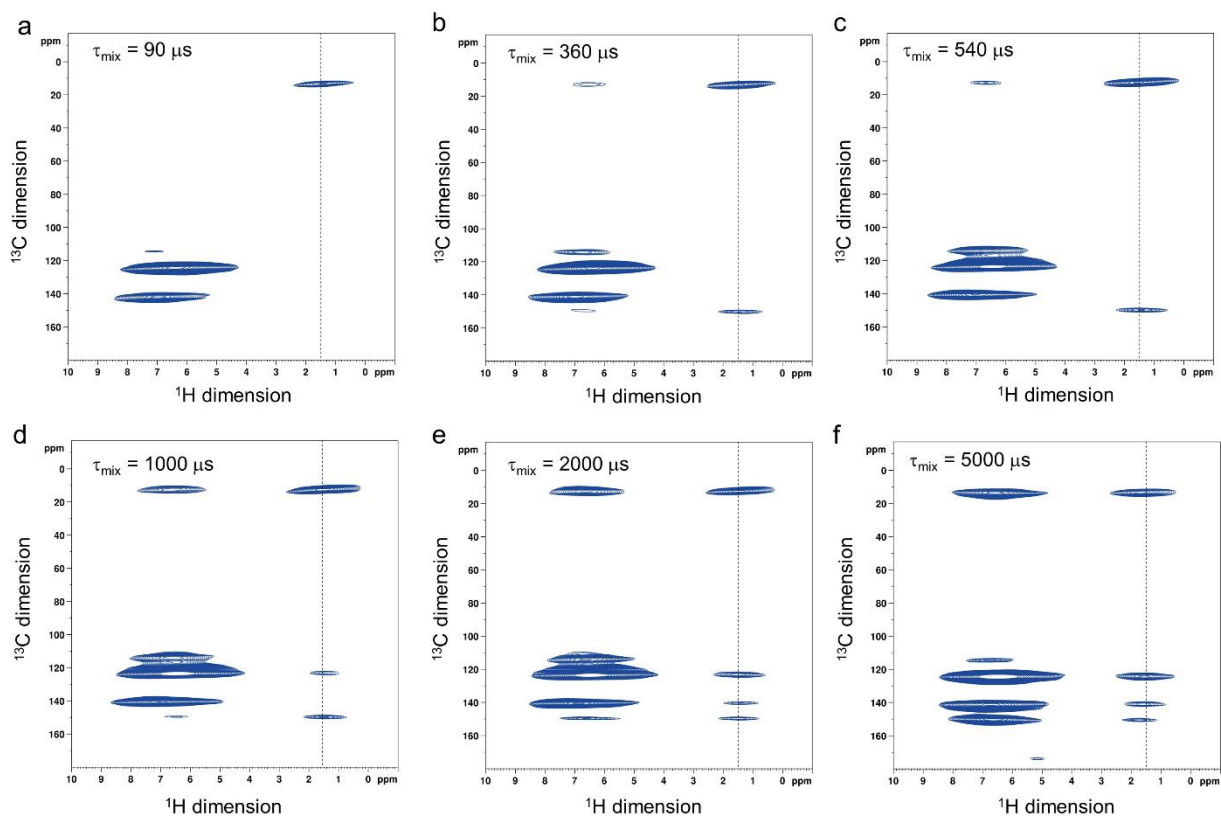 a
τmix = 90 μs
ppm
0
20
40
60
80
100
120
140
160
13C dimension
10 9 8 7 6 5 4 3 2 1 0 ppm
1H dimension
b
τmix = 360 μs
ppm
0
20
40
60
80
100
120
140
160
13C dimension
10 9 8 7 6 5 4 3 2 1 0 ppm
1H dimension
c
τmix = 540 μs
ppm
0
20
40
60
80
100
120
140
160
13C dimension
10 9 8 7 6 5 4 3 2 1 0 ppm
1H dimension
d
τmix = 1000 μs
ppm
0
20
40
60
80
100
120
140
160
13C dimension
10 9 8 7 6 5 4 3 2 1 0 ppm
1H dimension
e
τmix = 2000 μs
ppm
0
20
40
60
80
100
120
140
160
13C dimension
10 9 8 7 6 5 4 3 2 1 0 ppm
1H dimension
f
τmix = 5000 μs
ppm
0
20
40
60
80
100
120
140
160
13C dimension
10 9 8 7 6 5 4 3 2 1 0 ppm
1H dimension